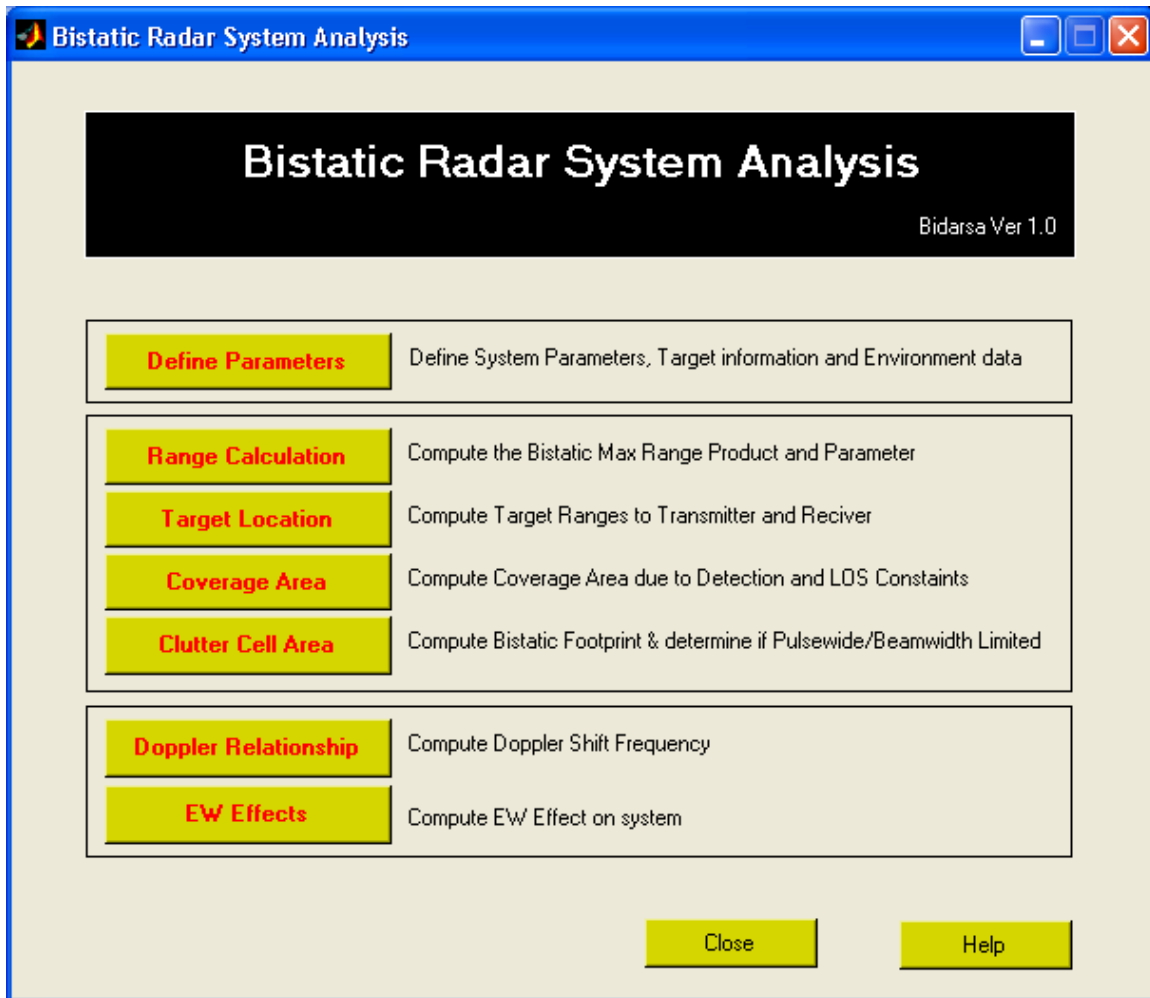 Bistatic Radar System Analysis
Bistatic Radar System Analysis
Bidarsa Ver 1.0
Define Parameters
Define System Parameters, Target information and Environment data
Range Calculation
Compute the Bistatic Max Range Product and Parameter
Target Location
Compute Target Ranges to Transmitter and Reciver
Coverage Area
Compute Coverage Area due to Detection and LOS Constaints
Clutter Cell Area
Compute Bistatic Footprint & determine if Pulsewide/Beamwidth Limited
Doppler Relationship
Compute Doppler Shift Frequency
EW Effects
Compute EW Effect on system
Close
Help